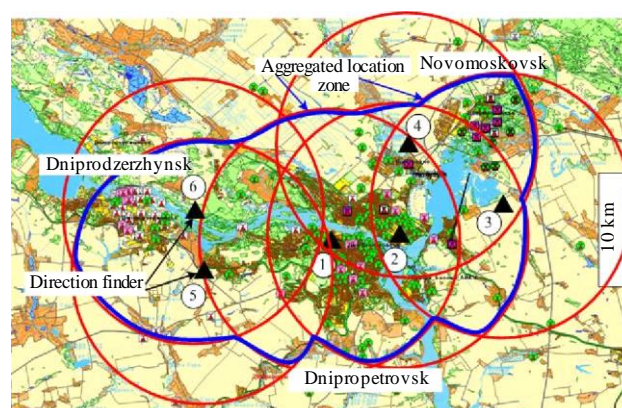 Aggregated location
zone
Novomoskovsk
4
Dniprodzerzhynsk
6
3
10 km
2
1
Direction finder
5
Dnipropetrovsk